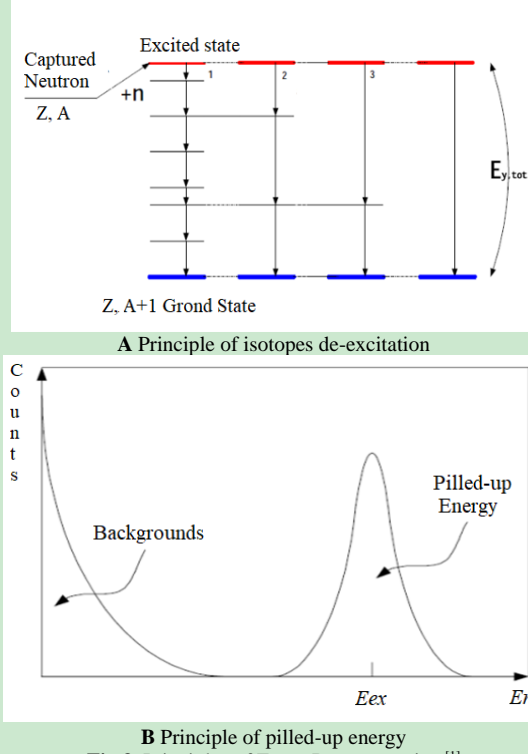 Excited state
Captured
Neutron
+n
Z, A
1
2
3
Eγ,tot
Z, A+1 Grond State
A Principle of isotopes de-excitation
Counts
Pilled-up
Energy
Backgrounds
Eex
B Principle of pilled-up energy